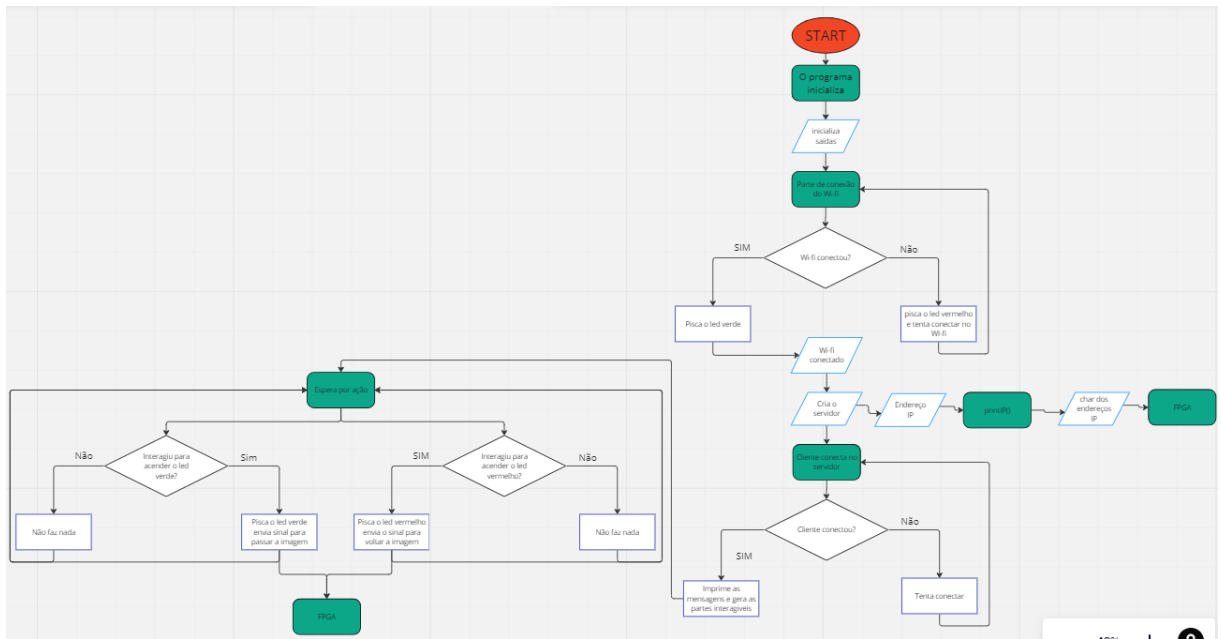 START
O programa
inicializa
inicializa
saídas
Parte de conexão
do Wi-fi
Wi-fi conectou?
SIM
Não
Pisca o led verde
pisca o led vermelho
e tenta conectar no
Wi-fi
Wi-fi
conectado
Cria o
servidor
Endereço
IP
printIP()
char dos
endereços
IP
FPGA
Cliente conecta no
servidor
Cliente conectou?
Não
SIM
Tenta conectar
Imprime as
mensagens e gera as
partes interagíveis
Espera por ação
Interagiu para
acender o led
verde?
Não
Sim
Interagiu para
acender o led
vermelho?
SIM
Não
Não faz nada
Pisca o led verde
envia sinal para
passar a imagem
Pisca o led vermelho
envia o sinal para
voltar a imagem
Não faz nada
FPGA